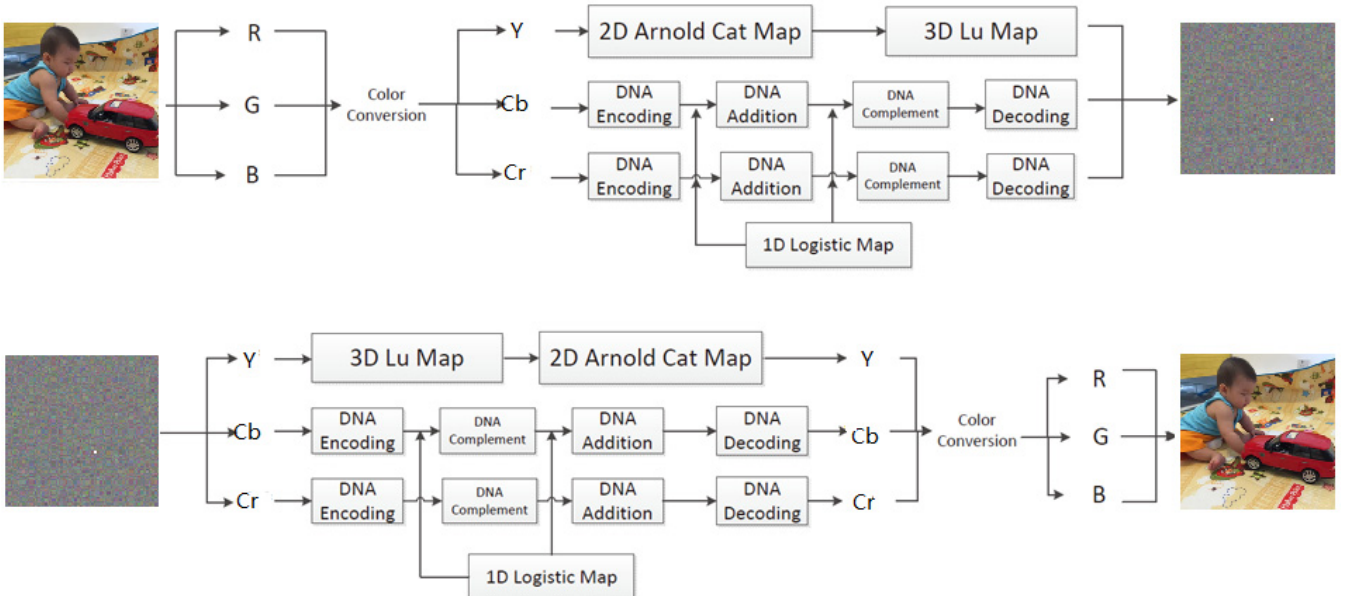 R
G
B
Color
Conversion
Y
Cb
Cr
2D Arnold Cat Map
3D Lu Map
DNA
Encoding
DNA
Addition
DNA
Complement
DNA
Decoding
DNA
Encoding
DNA
Addition
DNA
Complement
DNA
Decoding
1D Logistic Map
Y
Cb
Cr
3D Lu Map
2D Arnold Cat Map
DNA
Encoding
DNA
Complement
DNA
Addition
DNA
Decoding
DNA
Encoding
DNA
Complement
DNA
Addition
DNA
Decoding
1D Logistic Map
Y
Cb
Cr
Color
Conversion
R
G
B